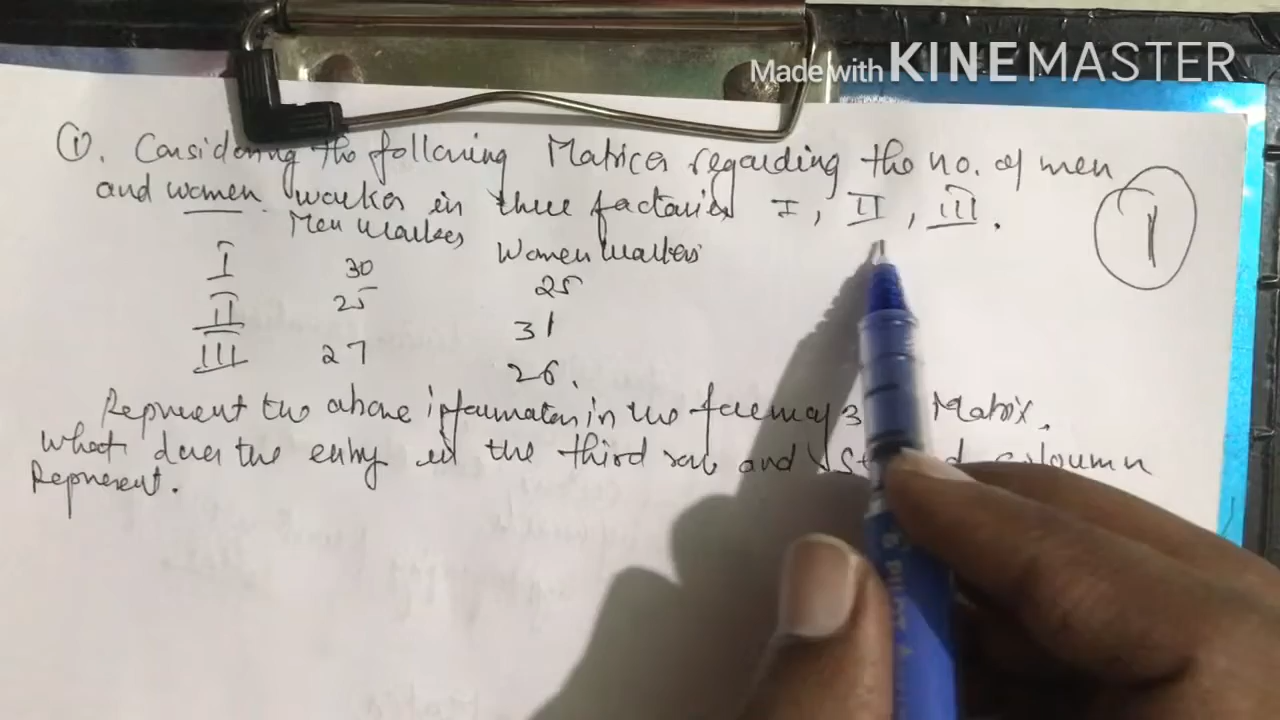 Made with KINEMASTER
①. Considering the following Matrices regarding the no. of men
and women worker in three factories I, II, III.
Men workers Women workers
I 30 25
II 25 31
III 27 26.
Represent the above information in the form of 3 Matrix.
What does the entry in the third row and column
Represent.
1